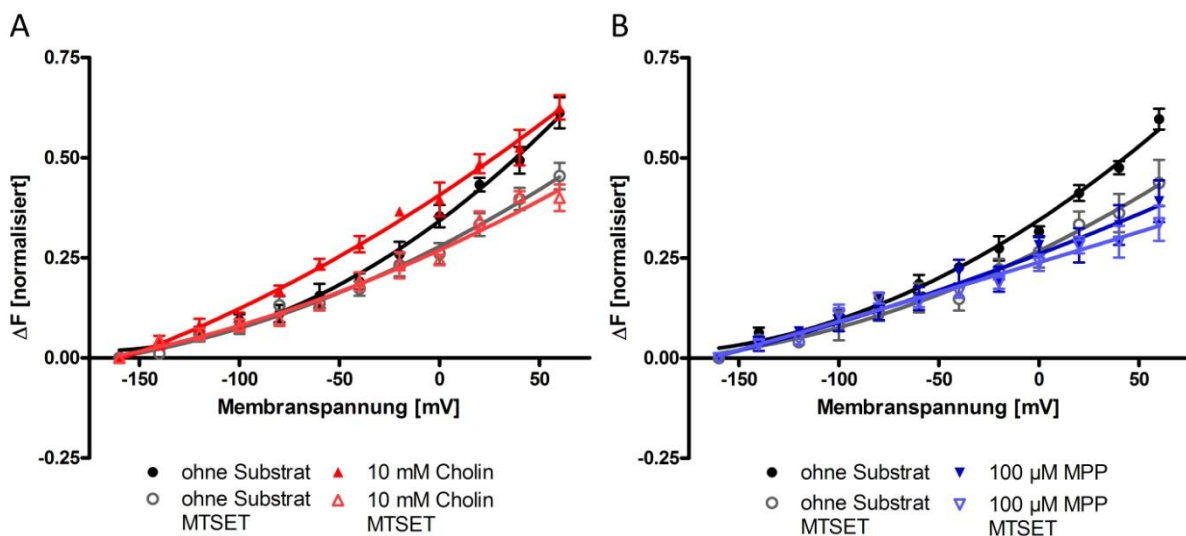 A
ΔF [normalisiert]
0.75
0.50
0.25
0.00
-0.25
-150
-100
-50
0
50
Membranspannung [mV]
ohne Substrat
ohne Substrat
MTSET
10 mM Cholin
10 mM Cholin
MTSET
B
ΔF [normalisiert]
0.75
0.50
0.25
0.00
-0.25
-150
-100
-50
0
50
Membranspannung [mV]
ohne Substrat
ohne Substrat
MTSET
100 µM MPP
100 µM MPP
MTSET